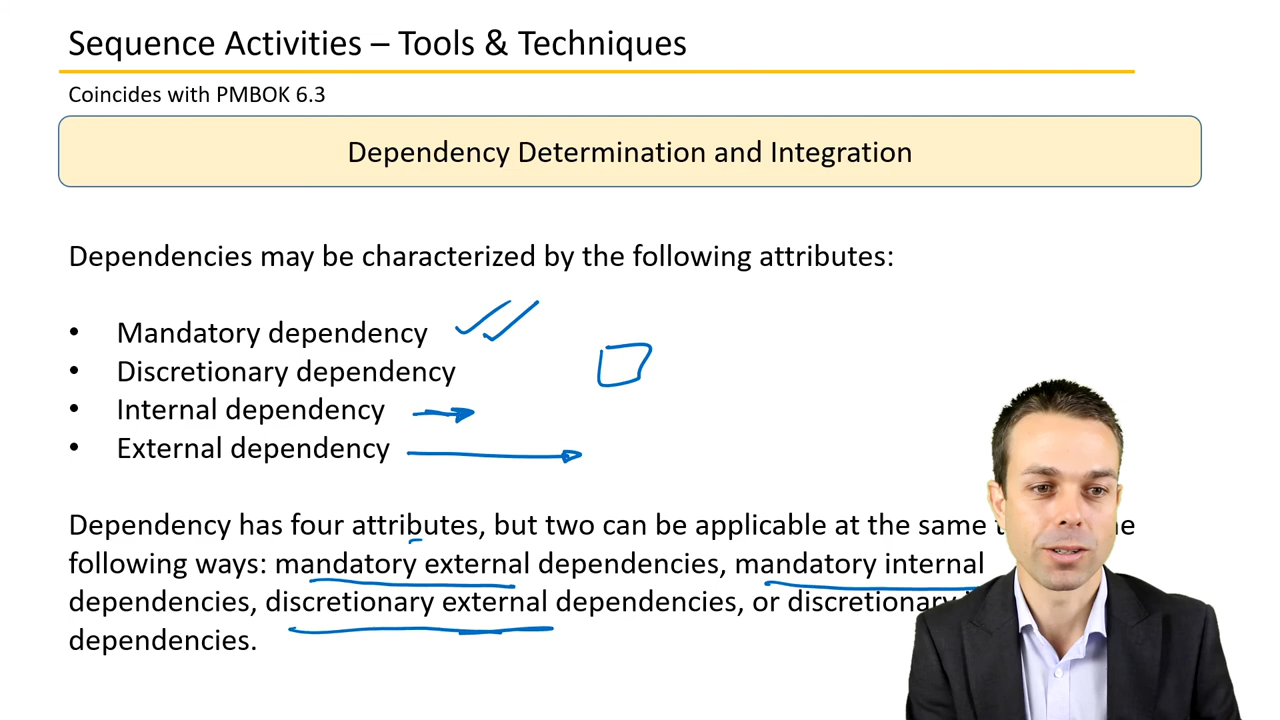 Sequence Activities – Tools & Techniques
Coincides with PMBOK 6.3
Dependency Determination and Integration
Dependencies may be characterized by the following attributes:
• Mandatory dependency
• Discretionary dependency
• Internal dependency
• External dependency
Dependency has four attributes, but two can be applicable at the same
following ways: mandatory external dependencies, mandatory internal
dependencies, discretionary external dependencies, or discretionary
dependencies.